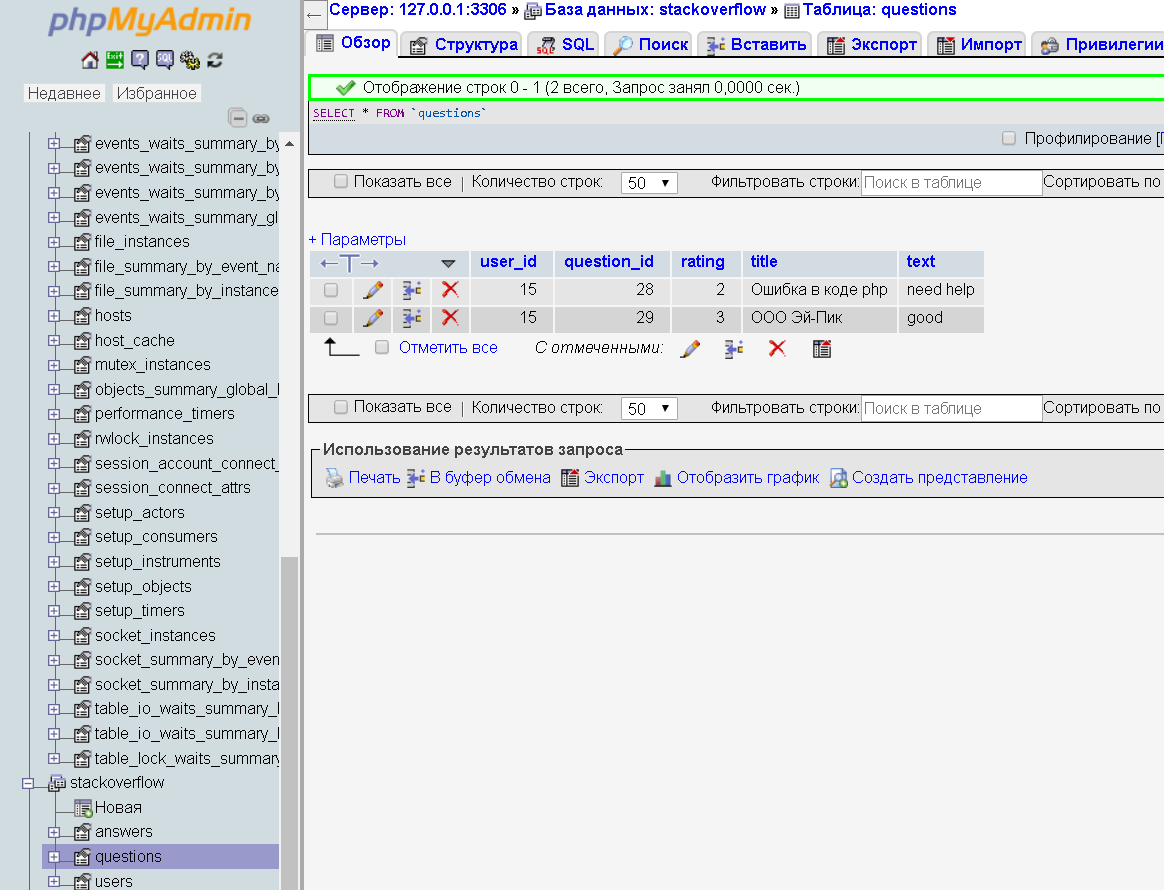 phpMyAdmin
Недавнее Избранное
events_waits_summary_by
events_waits_summary_by
events_waits_summary_by
events_waits_summary_gl
file_instances
file_summary_by_event_na
file_summary_by_instance
hosts
host_cache
mutex_instances
objects_summary_global_
performance_timers
rwlock_instances
session_account_connect_
session_connect_attrs
setup_actors
setup_consumers
setup_instruments
setup_objects
setup_timers
socket_instances
socket_summary_by_even
socket_summary_by_insta
table_io_waits_summary_
table_io_waits_summary_
table_lock_waits_summary
stackoverflow
Новая
answers
questions
users
Сервер: 127.0.0.1:3306 » База данных: stackoverflow » Таблица: questions
Обзор Структура SQL Поиск Вставить Экспорт Импорт Привилегии
Отображение строк 0 - 1 (2 всего, Запрос занял 0,0000 сек.)
SELECT * FROM `questions`
Профилирование [
Показать все | Количество строк: 50 Фильтровать строки: Поиск в таблице Сортировать по
+ Параметры
←T→ user_id question_id rating title text
15 28 2 Ошибка в коде php need help
15 29 3 ООО Эй-Пик good
Отметить все С отмеченными:
Показать все | Количество строк: 50 Фильтровать строки: Поиск в таблице Сортировать по
Использование результатов запроса
Печать В буфер обмена Экспорт Отобразить график Создать представление